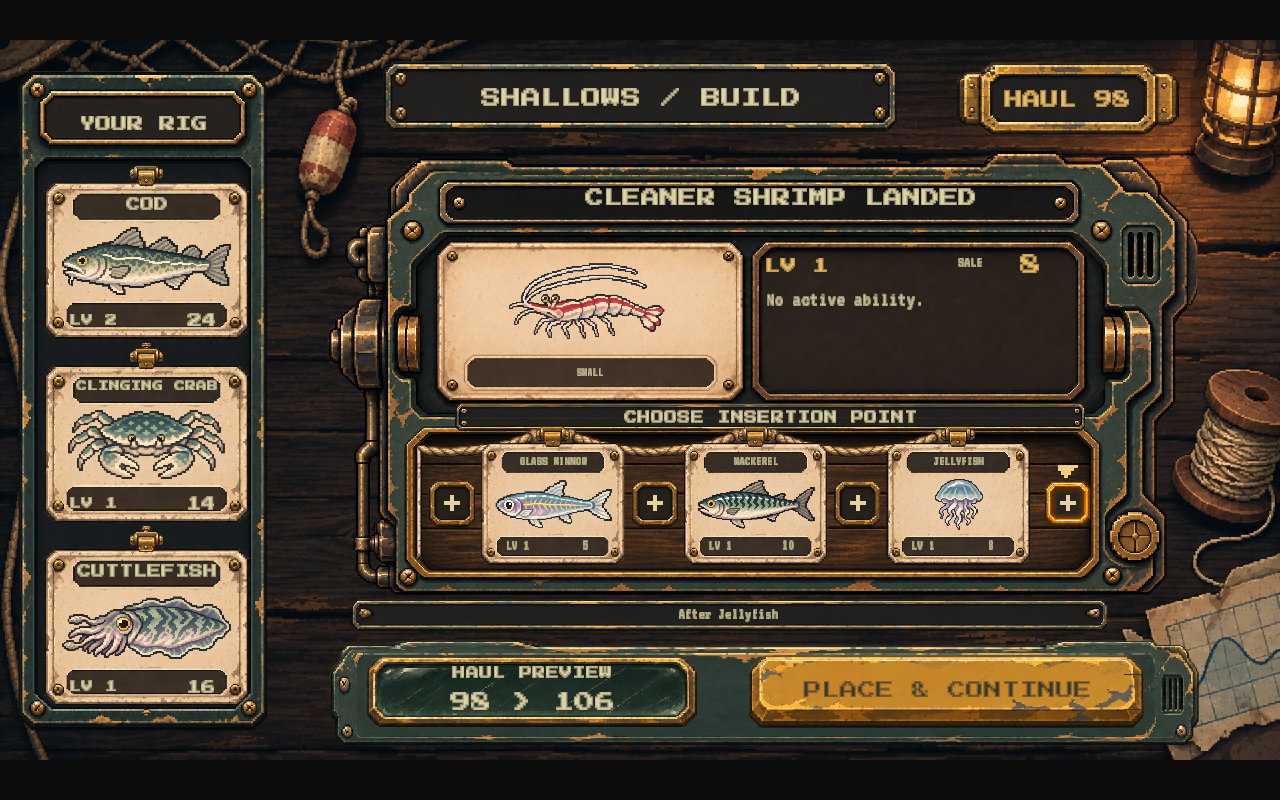 YOUR RIG
COD
LV 2 24
CLINGING CRAB
LV 1 14
CUTTLEFISH
LV 1 16
SHALLOWS / BUILD
HAUL 98
CLEANER SHRIMP LANDED
SMALL
LV 1 SALE 8
No active ability.
CHOOSE INSERTION POINT
+
GLASS MINNOW
LV 1 5
+
MACKEREL
LV 1 10
+
JELLYFISH
LV 1 8
+
After Jellyfish
HAUL PREVIEW
98 > 106
PLACE & CONTINUE